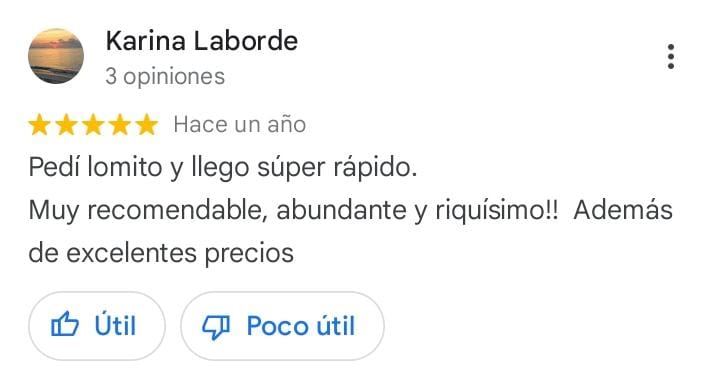 Karina Laborde
3 opiniones
Hace un año
Pedí lomito y llego súper rápido.
Muy recomendable, abundante y riquísimo!! Además
de excelentes precios
Útil
Poco útil